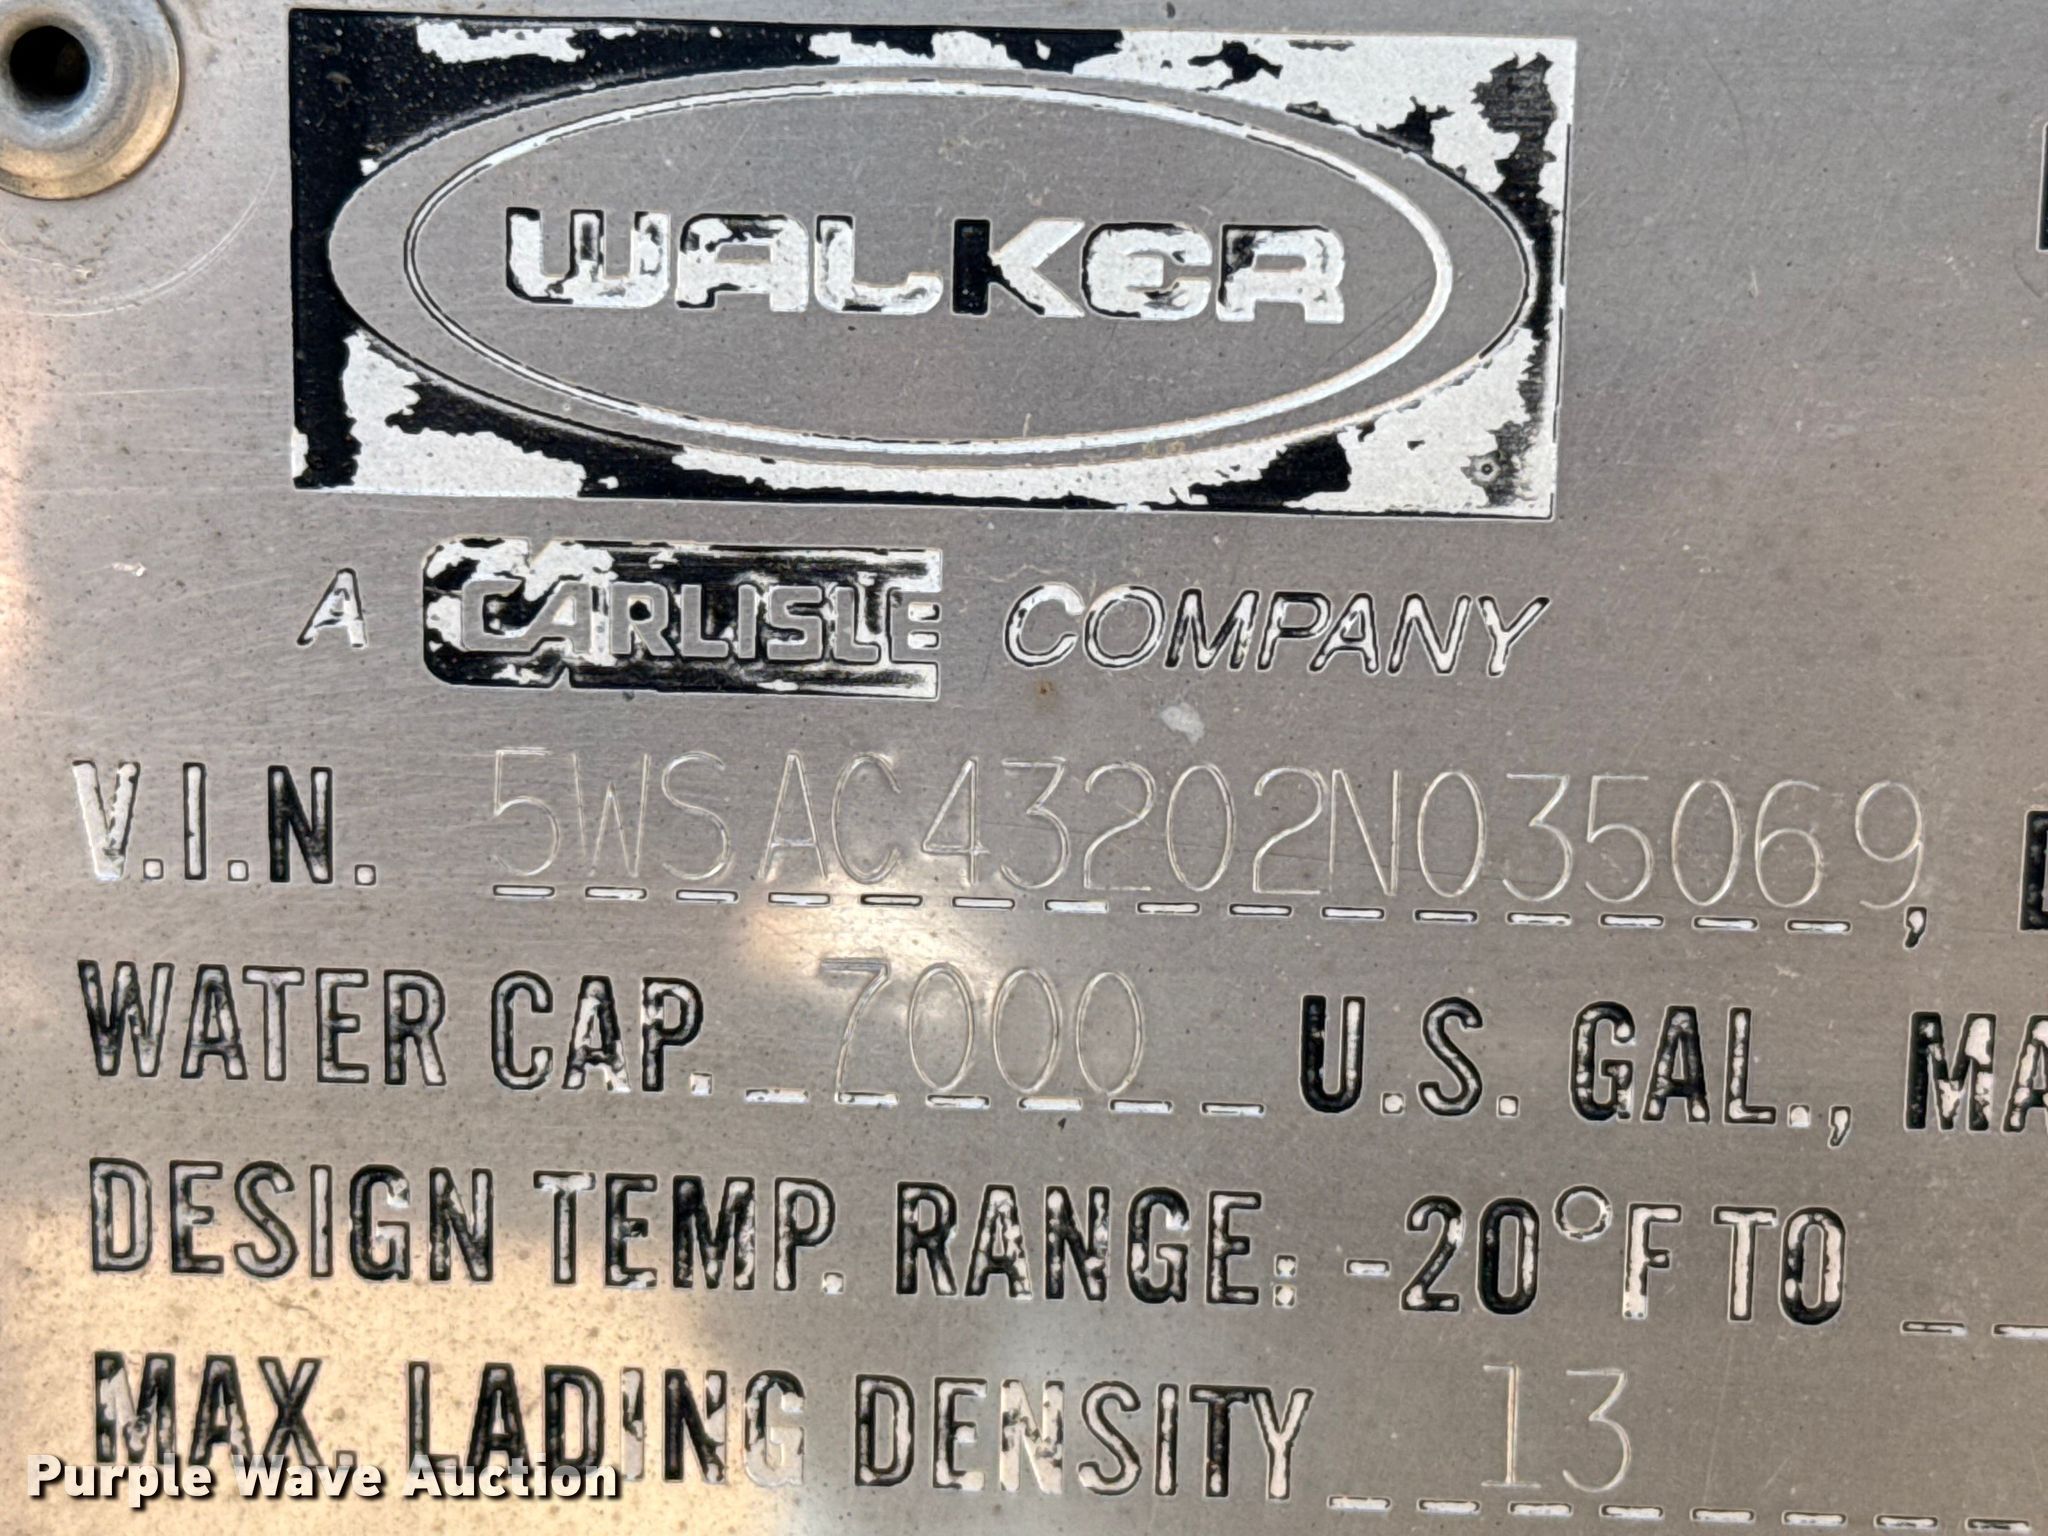 WALKER
A CARLISLE COMPANY
V.I.N. 5WSAC43202N035069,
WATER CAP. 7000 U.S. GAL., MA
DESIGN TEMP. RANGE: -20°F TO
MAX. LADING DENSITY 13
Purple Wave Auction